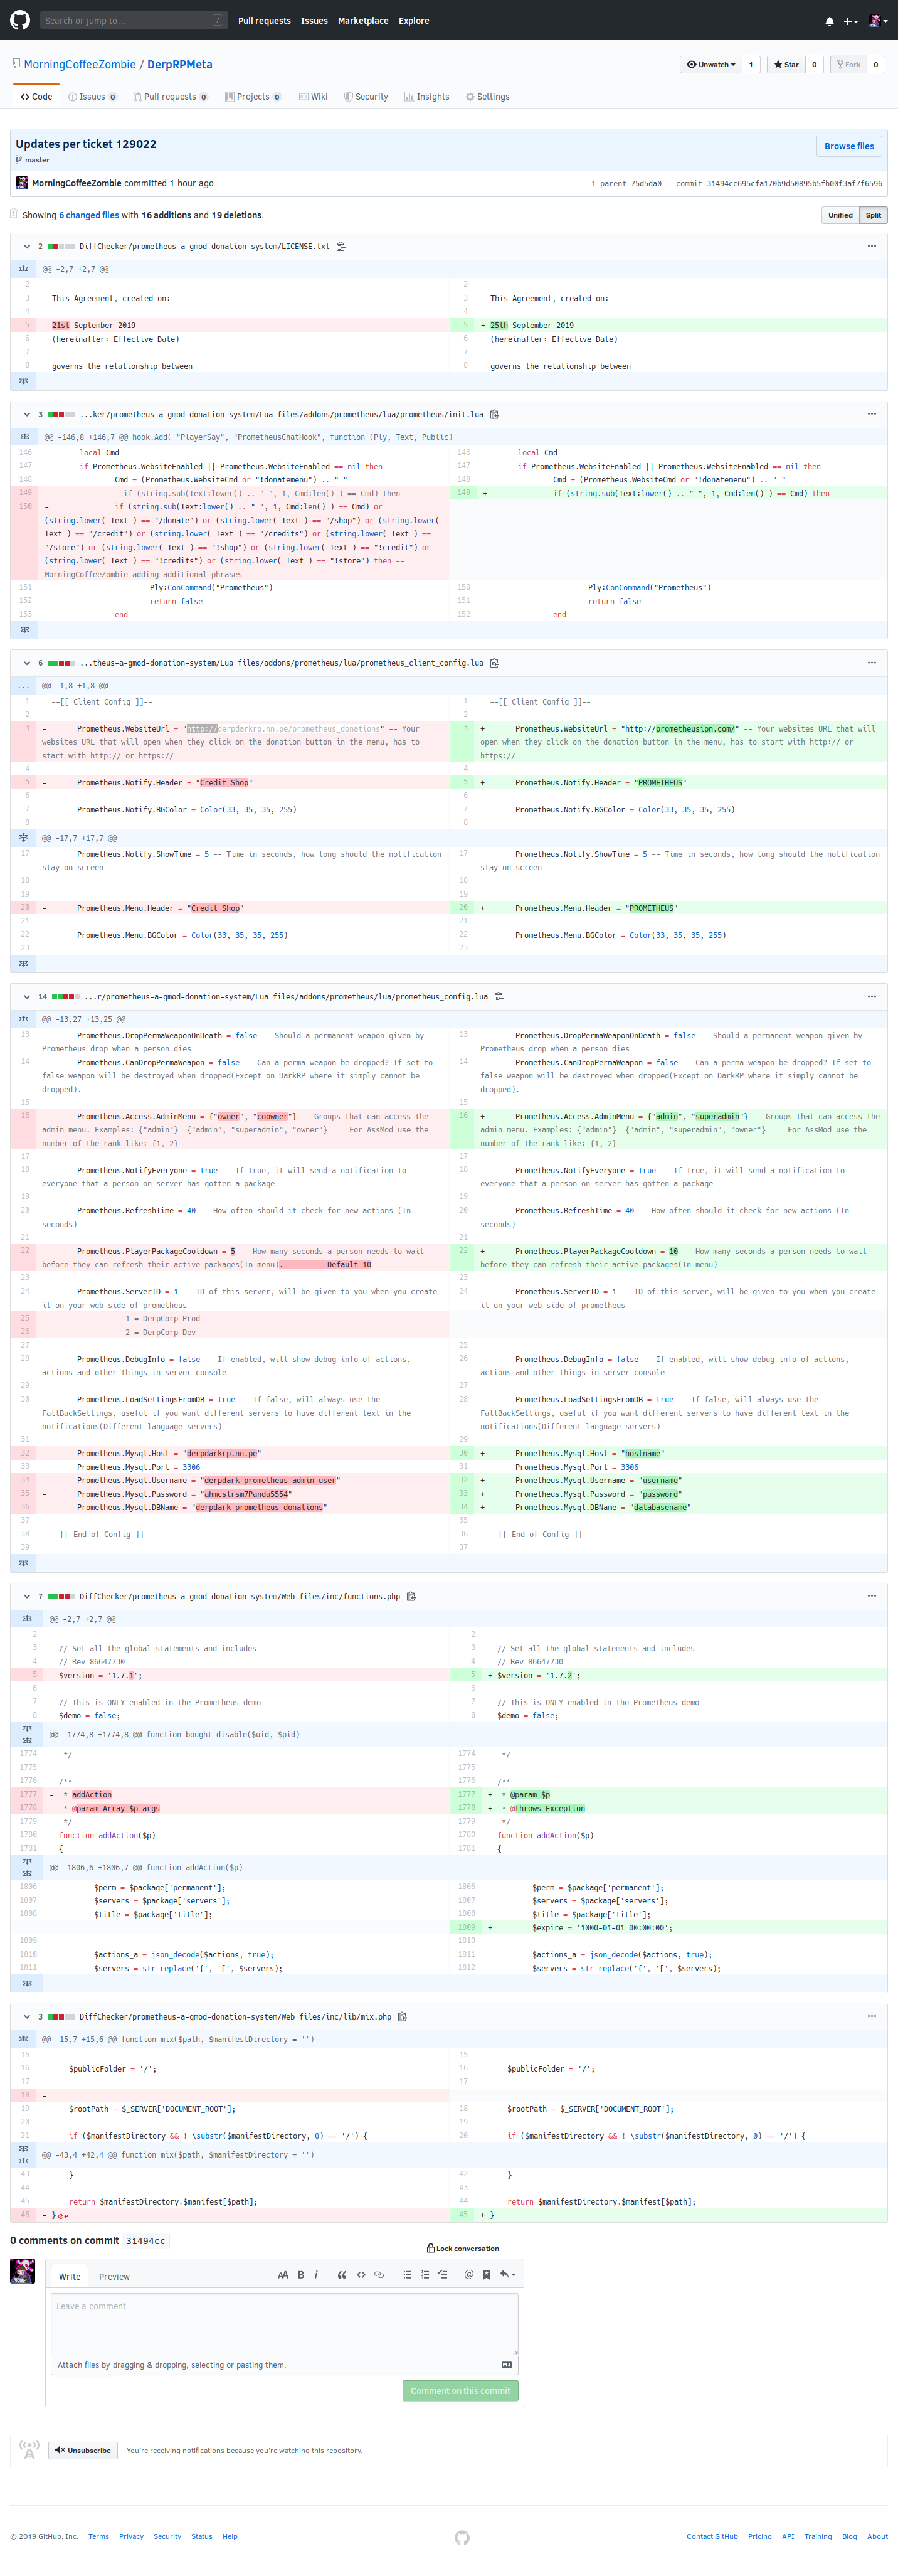 Search or jump to… /
Pull requests Issues Marketplace Explore
MorningCoffeeZombie / DerpRPMeta
Unwatch 1 Star 0 Fork 0
Code Issues 0 Pull requests 0 Projects 0 Wiki Security Insights Settings
Updates per ticket 129022
Browse files
master
MorningCoffeeZombie committed 1 hour ago 1 parent 75d5da0 commit 31494cc695cfa170b9d50895b5fb00f3af7f6596
Showing 6 changed files with 16 additions and 19 deletions.
Unified Split
2 DiffChecker/prometheus-a-gmod-donation-system/LICENSE.txt
@@ -2,7 +2,7 @@
2 2
3 This Agreement, created on: 3 This Agreement, created on:
4 4
5 - 21st September 2019 5 + 25th September 2019
6 (hereinafter: Effective Date) 6 (hereinafter: Effective Date)
7 7
8 governs the relationship between 8 governs the relationship between
3 ...ker/prometheus-a-gmod-donation-system/Lua files/addons/prometheus/lua/prometheus/init.lua
@@ -146,8 +146,7 @@ hook.Add( "PlayerSay", "PrometheusChatHook", function (Ply, Text, Public)
146 local Cmd 146 local Cmd
147 if Prometheus.WebsiteEnabled || Prometheus.WebsiteEnabled == nil then 147 if Prometheus.WebsiteEnabled || Prometheus.WebsiteEnabled == nil then
148 Cmd = (Prometheus.WebsiteCmd or "!donatemenu") .. " " 148 Cmd = (Prometheus.WebsiteCmd or "!donatemenu") .. " "
149 - --if (string.sub(Text:lower() .. " ", 1, Cmd:len() ) == Cmd) then 149 + if (string.sub(Text:lower() .. " ", 1, Cmd:len() ) == Cmd) then
150 - if (string.sub(Text:lower() .. " ", 1, Cmd:len() ) == Cmd) or
(string.lower( Text ) == "/donate") or (string.lower( Text ) == "/shop") or (string.lower(
Text ) == "/credit") or (string.lower( Text ) == "/credits") or (string.lower( Text ) ==
"/store") or (string.lower( Text ) == "!shop") or (string.lower( Text ) == "!credit") or
(string.lower( Text ) == "!credits") or (string.lower( Text ) == "!store") then --
MorningCoffeeZombie adding additional phrases
151 Ply:ConCommand("Prometheus") 150 Ply:ConCommand("Prometheus")
152 return false 151 return false
153 end 152 end
6 ...theus-a-gmod-donation-system/Lua files/addons/prometheus/lua/prometheus_client_config.lua
... @@ -1,8 +1,8 @@
1 --[[ Client Config ]]-- 1 --[[ Client Config ]]--
2 2
3 - Prometheus.WebsiteUrl = "http://derpdarkrp.nn.pe/prometheus_donations" -- Your 3 + Prometheus.WebsiteUrl = "http://prometheusipn.com/" -- Your websites URL that will
websites URL that will open when they click on the donation button in the menu, has to open when they click on the donation button in the menu, has to start with http:// or
start with http:// or https:// https://
4 4
5 - Prometheus.Notify.Header = "Credit Shop" 5 + Prometheus.Notify.Header = "PROMETHEUS"
6 6
7 Prometheus.Notify.BGColor = Color(33, 35, 35, 255) 7 Prometheus.Notify.BGColor = Color(33, 35, 35, 255)
8 8
@@ -17,7 +17,7 @@
17 Prometheus.Notify.ShowTime = 5 -- Time in seconds, how long should the notification 17 Prometheus.Notify.ShowTime = 5 -- Time in seconds, how long should the notification
stay on screen stay on screen
18 18
19 19
20 - Prometheus.Menu.Header = "Credit Shop" 20 + Prometheus.Menu.Header = "PROMETHEUS"
21 21
22 Prometheus.Menu.BGColor = Color(33, 35, 35, 255) 22 Prometheus.Menu.BGColor = Color(33, 35, 35, 255)
23 23
14 ...r/prometheus-a-gmod-donation-system/Lua files/addons/prometheus/lua/prometheus_config.lua
@@ -13,27 +13,25 @@
13 Prometheus.DropPermaWeaponOnDeath = false -- Should a permanent weapon given by 13 Prometheus.DropPermaWeaponOnDeath = false -- Should a permanent weapon given by
Prometheus drop when a person dies Prometheus drop when a person dies
14 Prometheus.CanDropPermaWeapon = false -- Can a perma weapon be dropped? If set to 14 Prometheus.CanDropPermaWeapon = false -- Can a perma weapon be dropped? If set to
false weapon will be destroyed when dropped(Except on DarkRP where it simply cannot be false weapon will be destroyed when dropped(Except on DarkRP where it simply cannot be
dropped). dropped).
15 15
16 - Prometheus.Access.AdminMenu = {"owner", "coowner"} -- Groups that can access the 16 + Prometheus.Access.AdminMenu = {"admin", "superadmin"} -- Groups that can access the
admin menu. Examples: {"admin"} {"admin", "superadmin", "owner"} For AssMod use the admin menu. Examples: {"admin"} {"admin", "superadmin", "owner"} For AssMod use the
number of the rank like: {1, 2} number of the rank like: {1, 2}
17 17
18 Prometheus.NotifyEveryone = true -- If true, it will send a notification to 18 Prometheus.NotifyEveryone = true -- If true, it will send a notification to
everyone that a person on server has gotten a package everyone that a person on server has gotten a package
19 19
20 Prometheus.RefreshTime = 40 -- How often should it check for new actions (In 20 Prometheus.RefreshTime = 40 -- How often should it check for new actions (In
seconds) seconds)
21 21
22 - Prometheus.PlayerPackageCooldown = 5 -- How many seconds a person needs to wait 22 + Prometheus.PlayerPackageCooldown = 10 -- How many seconds a person needs to wait
before they can refresh their active packages(In menu). -- Default 10 before they can refresh their active packages(In menu)
23 23
24 Prometheus.ServerID = 1 -- ID of this server, will be given to you when you create 24 Prometheus.ServerID = 1 -- ID of this server, will be given to you when you create
it on your web side of prometheus it on your web side of prometheus
25 - -- 1 = DerpCorp Prod
26 - -- 2 = DerpCorp Dev
27 25
28 Prometheus.DebugInfo = false -- If enabled, will show debug info of actions, 26 Prometheus.DebugInfo = false -- If enabled, will show debug info of actions,
actions and other things in server console actions and other things in server console
29 27
30 Prometheus.LoadSettingsFromDB = true -- If false, will always use the 28 Prometheus.LoadSettingsFromDB = true -- If false, will always use the
FallBackSettings, useful if you want different servers to have different text in the FallBackSettings, useful if you want different servers to have different text in the
notifications(Different language servers) notifications(Different language servers)
31 29
32 - Prometheus.Mysql.Host = "derpdarkrp.nn.pe" 30 + Prometheus.Mysql.Host = "hostname"
33 Prometheus.Mysql.Port = 3306 31 Prometheus.Mysql.Port = 3306
34 - Prometheus.Mysql.Username = "derpdark_prometheus_admin_user" 32 + Prometheus.Mysql.Username = "username"
35 - Prometheus.Mysql.Password = "ahmcslrsm7Panda5554" 33 + Prometheus.Mysql.Password = "password"
36 - Prometheus.Mysql.DBName = "derpdark_prometheus_donations" 34 + Prometheus.Mysql.DBName = "databasename"
37 35
38 --[[ End of Config ]]-- 36 --[[ End of Config ]]--
39 37
7 DiffChecker/prometheus-a-gmod-donation-system/Web files/inc/functions.php
@@ -2,7 +2,7 @@
2 2
3 // Set all the global statements and includes 3 // Set all the global statements and includes
4 // Rev 86647730 4 // Rev 86647730
5 - $version = '1.7.1'; 5 + $version = '1.7.2';
6 6
7 // This is ONLY enabled in the Prometheus demo 7 // This is ONLY enabled in the Prometheus demo
8 $demo = false; 8 $demo = false;
@@ -1774,8 +1774,8 @@ function bought_disable($uid, $pid)
1774 */ 1774 */
1775 1775
1776 /** 1776 /**
1777 - * addAction 1777 + * @param $p
1778 - * @param Array $p args 1778 + * @throws Exception
1779 */ 1779 */
1780 function addAction($p) 1780 function addAction($p)
1781 { 1781 {
@@ -1806,6 +1806,7 @@ function addAction($p)
1806 $perm = $package['permanent']; 1806 $perm = $package['permanent'];
1807 $servers = $package['servers']; 1807 $servers = $package['servers'];
1808 $title = $package['title']; 1808 $title = $package['title'];
1809 + $expire = '1000-01-01 00:00:00';
1809 1810
1810 $actions_a = json_decode($actions, true); 1811 $actions_a = json_decode($actions, true);
1811 $servers = str_replace('{', '[', $servers); 1812 $servers = str_replace('{', '[', $servers);
3 DiffChecker/prometheus-a-gmod-donation-system/Web files/inc/lib/mix.php
@@ -15,7 +15,6 @@ function mix($path, $manifestDirectory = '')
15 15
16 $publicFolder = '/'; 16 $publicFolder = '/';
17 17
18 -
19 $rootPath = $_SERVER['DOCUMENT_ROOT']; 18 $rootPath = $_SERVER['DOCUMENT_ROOT'];
20 19
21 if ($manifestDirectory && ! \substr($manifestDirectory, 0) == '/') { 20 if ($manifestDirectory && ! \substr($manifestDirectory, 0) == '/') {
@@ -43,4 +42,4 @@ function mix($path, $manifestDirectory = '')
43 } 42 }
44 43
45 return $manifestDirectory.$manifest[$path]; 44 return $manifestDirectory.$manifest[$path];
46 - } 45 + }
0 comments on commit 31494cc
Lock conversation
Write Preview
Leave a comment
Attach files by dragging & dropping, selecting or pasting them.
Comment on this commit
Unsubscribe You're receiving notifications because you're watching this repository.
© 2019 GitHub, Inc. Terms Privacy Security Status Help Contact GitHub Pricing API Training Blog About